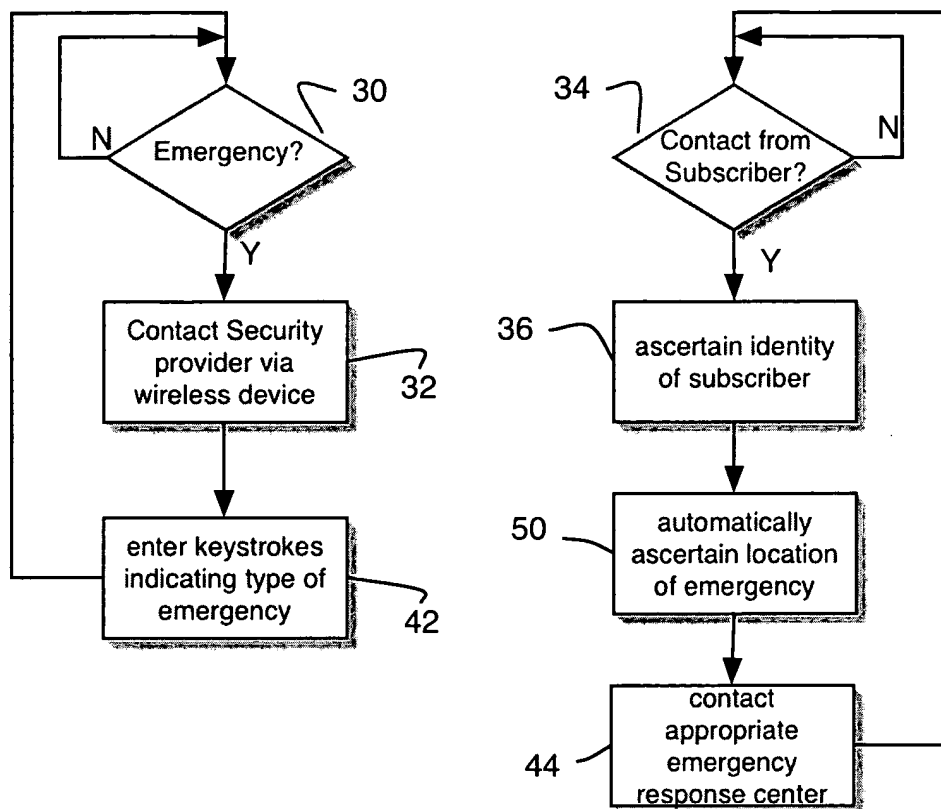 30
Emergency?
N
Y
Contact Security
provider via
wireless device
32
enter keystrokes
indicating type of
emergency
42
34
Contact from
Subscriber?
N
Y
36
ascertain identity
of subscriber
50
automatically
ascertain location
of emergency
44
contact
appropriate
emergency
response center